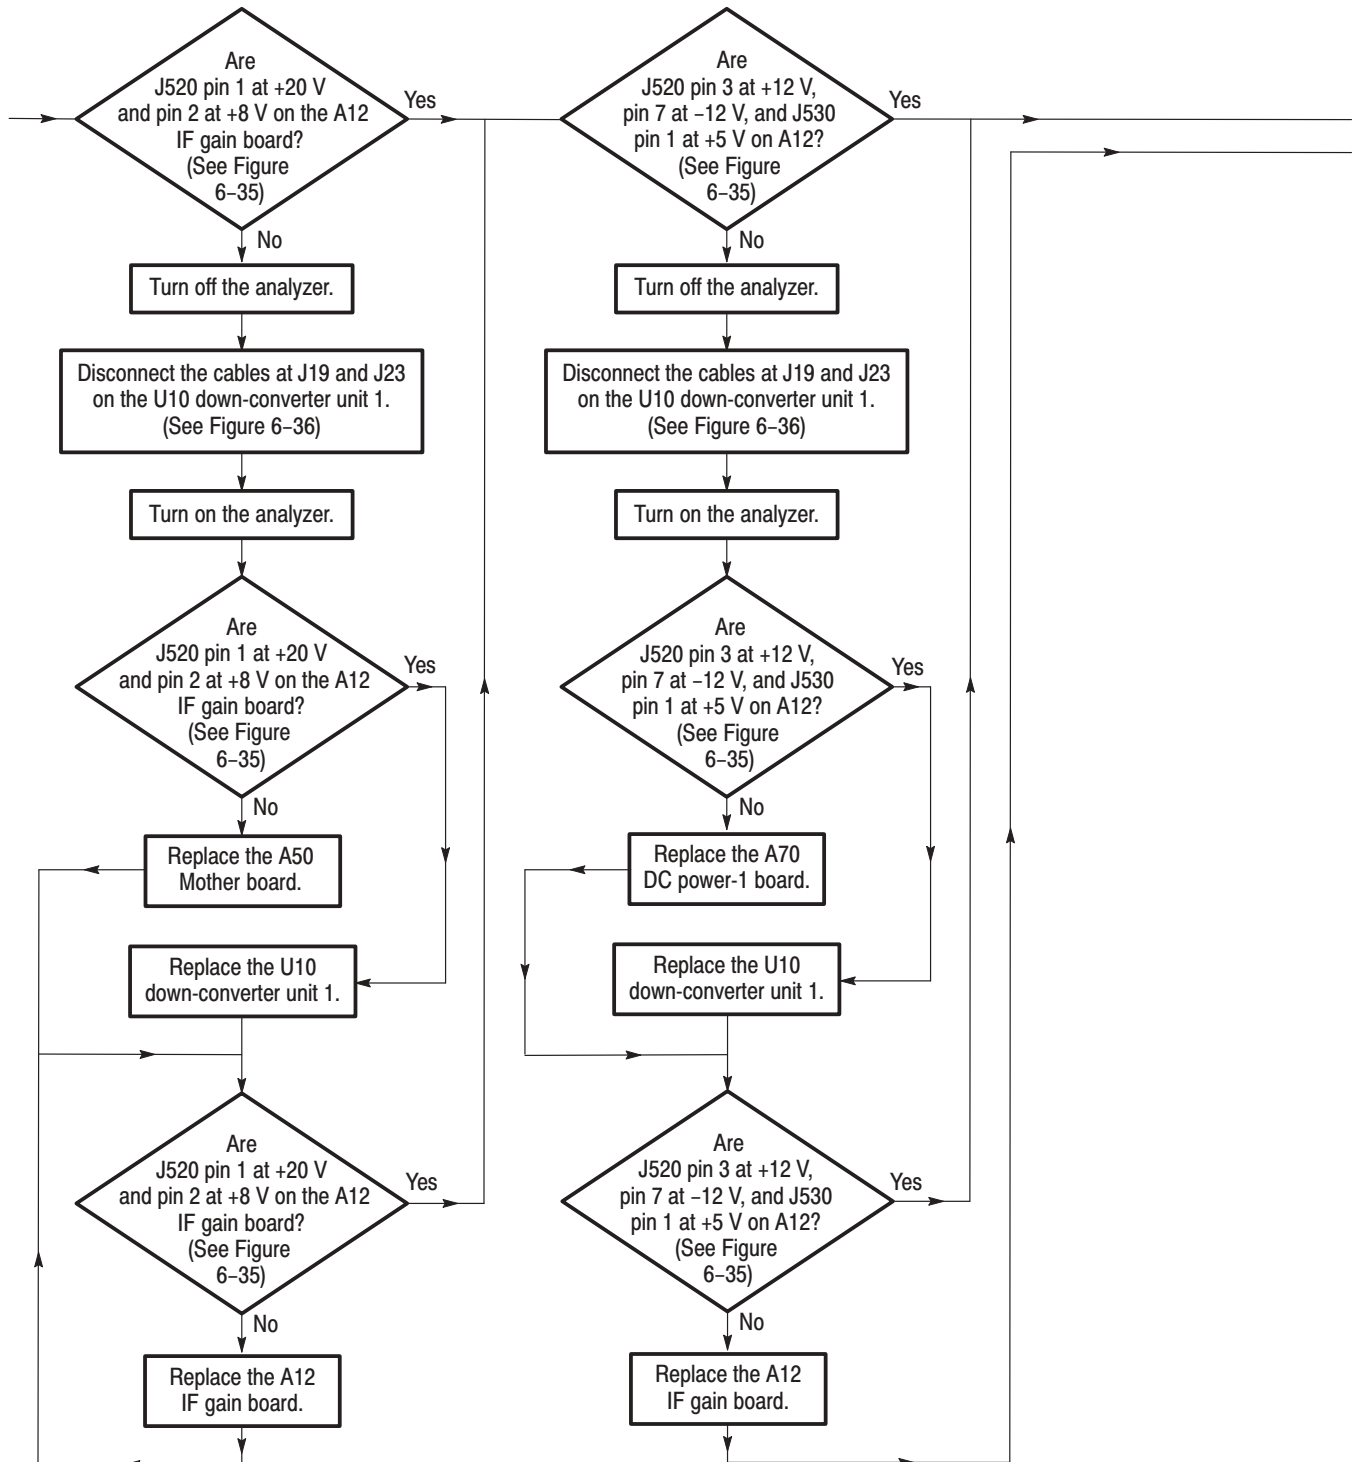 Are
J520 pin 1 at +20 V
and pin 2 at +8 V on the A12
IF gain board?
(See Figure
6–35)
Yes
No
Turn off the analyzer.
Disconnect the cables at J19 and J23
on the U10 down-converter unit 1.
(See Figure 6–36)
Turn on the analyzer.
Are
J520 pin 1 at +20 V
and pin 2 at +8 V on the A12
IF gain board?
(See Figure
6–35)
Yes
No
Replace the A50
Mother board.
Replace the U10
down-converter unit 1.
Are
J520 pin 1 at +20 V
and pin 2 at +8 V on the A12
IF gain board?
(See Figure
6–35)
Yes
No
Replace the A12
IF gain board.
Are
J520 pin 3 at +12 V,
pin 7 at –12 V, and J530
pin 1 at +5 V on A12?
(See Figure
6–35)
Yes
No
Turn off the analyzer.
Disconnect the cables at J19 and J23
on the U10 down-converter unit 1.
(See Figure 6–36)
Turn on the analyzer.
Are
J520 pin 3 at +12 V,
pin 7 at –12 V, and J530
pin 1 at +5 V on A12?
(See Figure
6–35)
Yes
No
Replace the A70
DC power-1 board.
Replace the U10
down-converter unit 1.
Are
J520 pin 3 at +12 V,
pin 7 at –12 V, and J530
pin 1 at +5 V on A12?
(See Figure
6–35)
Yes
No
Replace the A12
IF gain board.